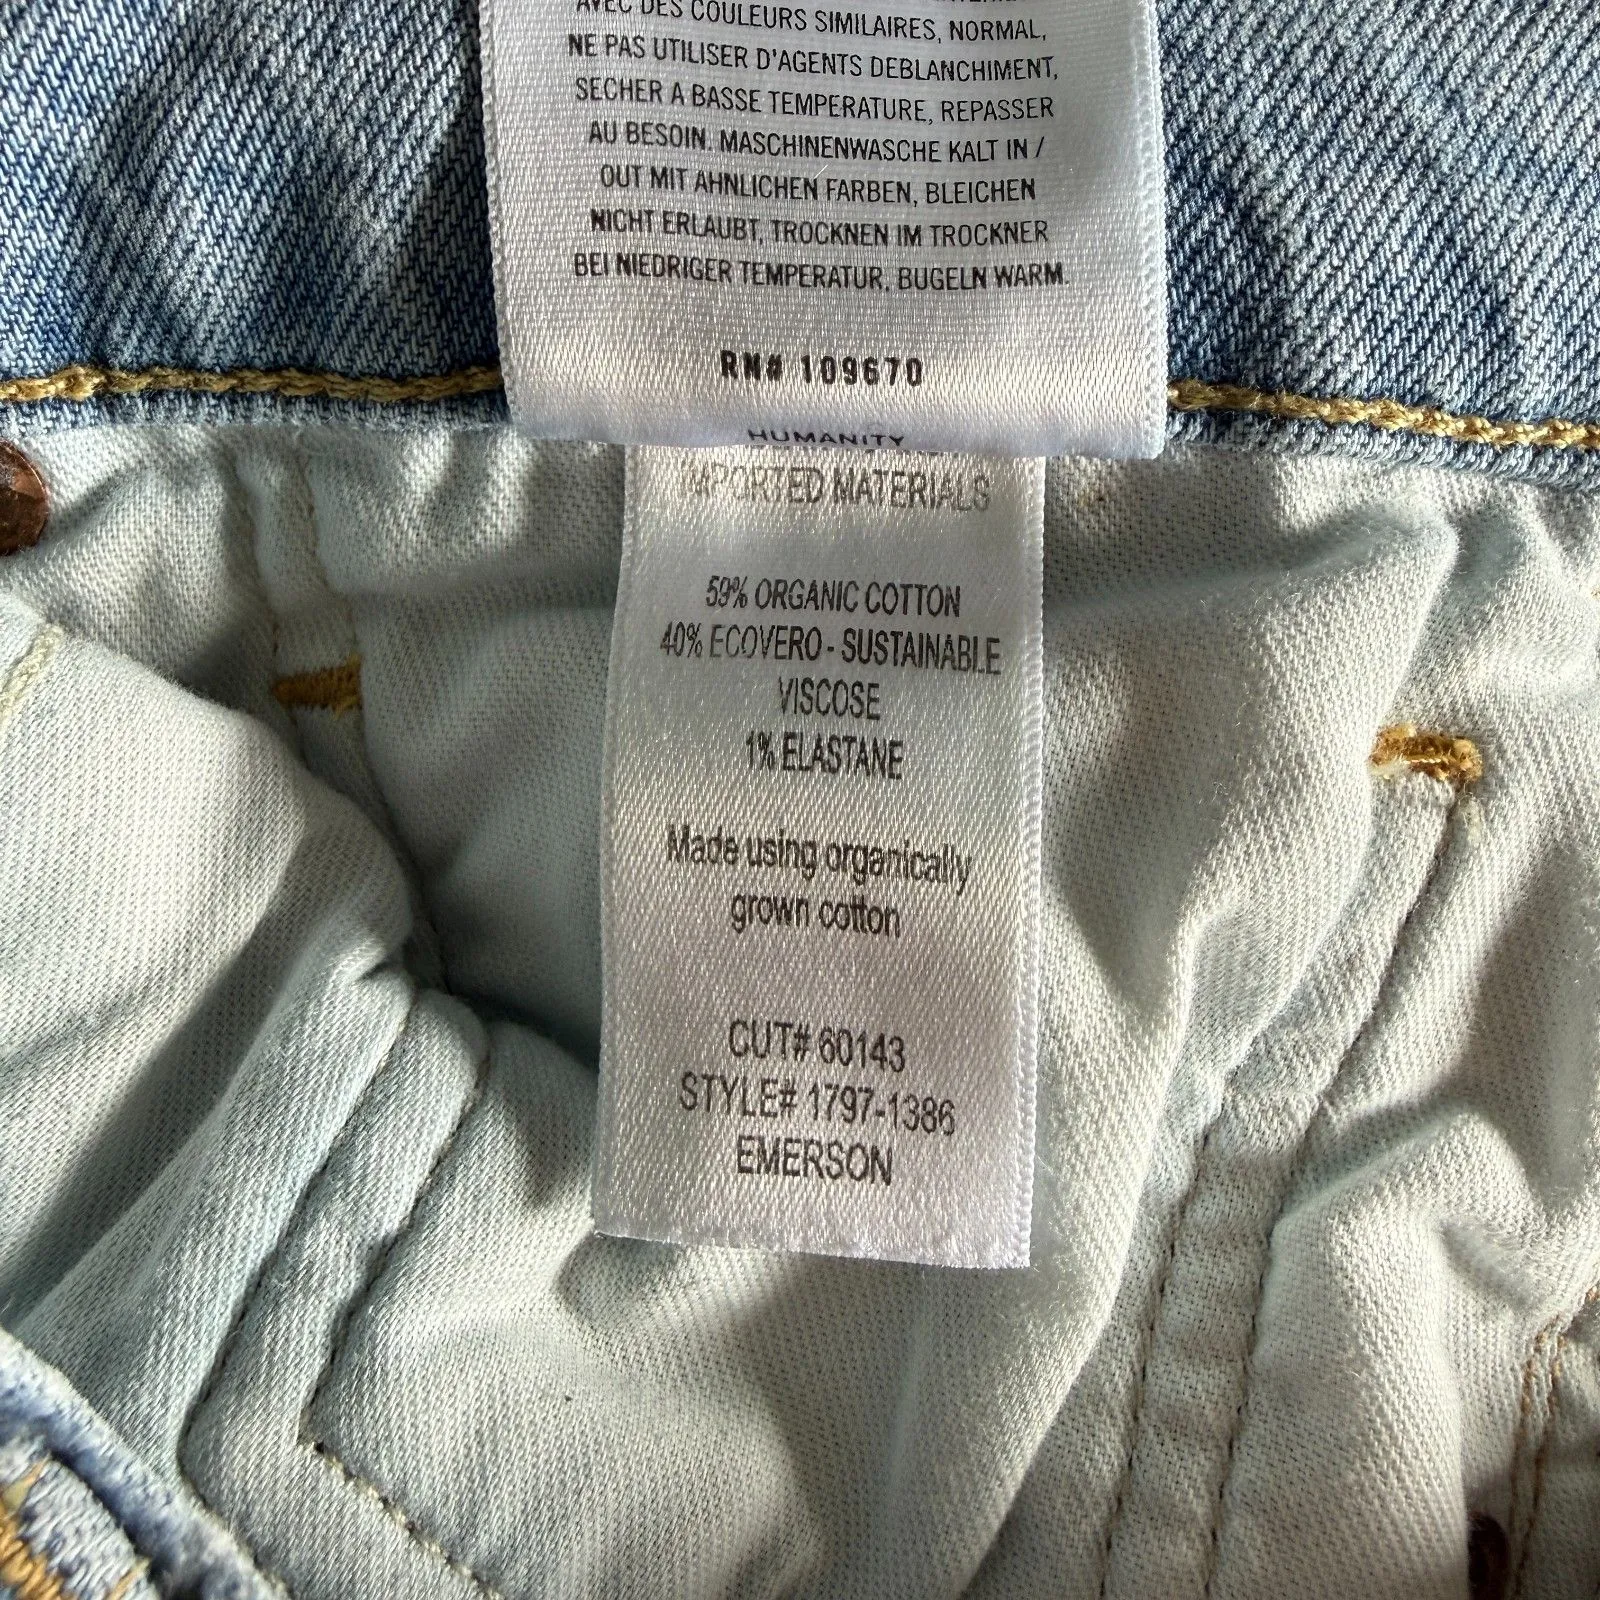 AVEC DES COULEURS SIMILAIRES, NORMAL,
NE PAS UTILISER D'AGENTS DEBLANCHIMENT,
SECHER A BASSE TEMPERATURE, REPASSER
AU BESOIN. MASCHINENWASCHE KALT IN /
OUT MIT AHNLICHEN FARBEN, BLEICHEN
NICHT ERLAUBT, TROCKNEN IM TROCKNER
BEI NIEDRIGER TEMPERATUR, BUGELN WARM.
RN# 109670
HUMANITY
IMPORTED MATERIALS
59% ORGANIC COTTON
40% ECOVERO - SUSTAINABLE
VISCOSE
1% ELASTANE
Made using organically
grown cotton
CUT# 60143
STYLE# 1797-1386
EMERSON